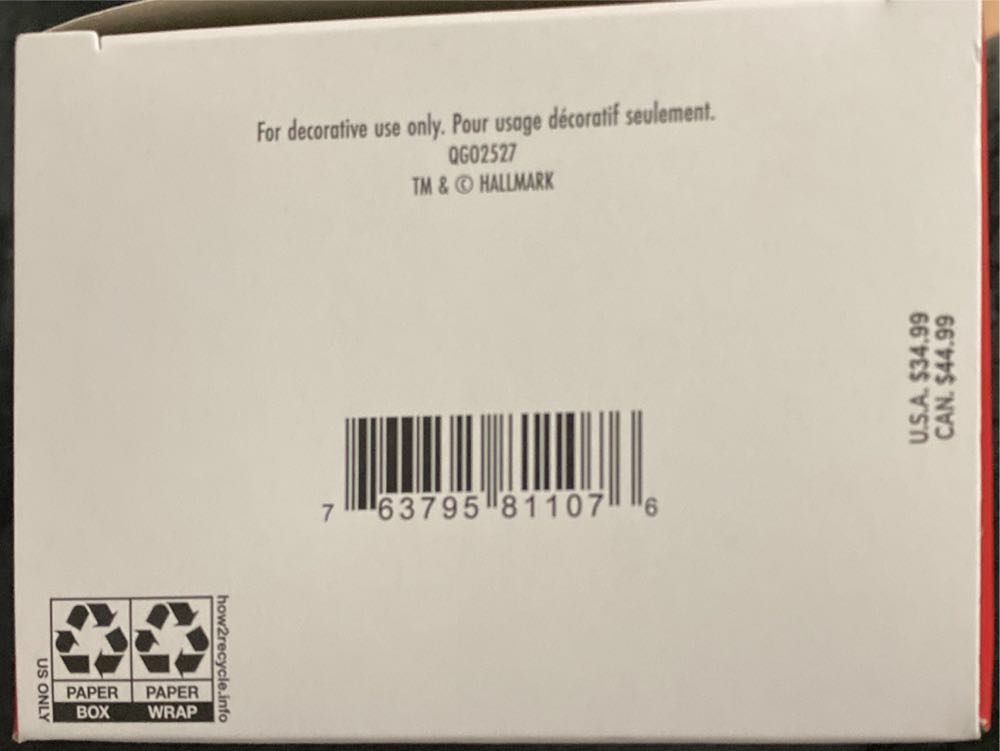 For decorative use only. Pour usage décoratif seulement.
QGO2527
TM & © HALLMARK
U.S.A. $34.99
CAN. $44.99
7 63795 81107 6
how2recycle.info
US ONLY
PAPER PAPER
BOX WRAP